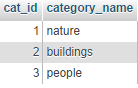 cat_id category_name
1 nature
2 buildings
3 people